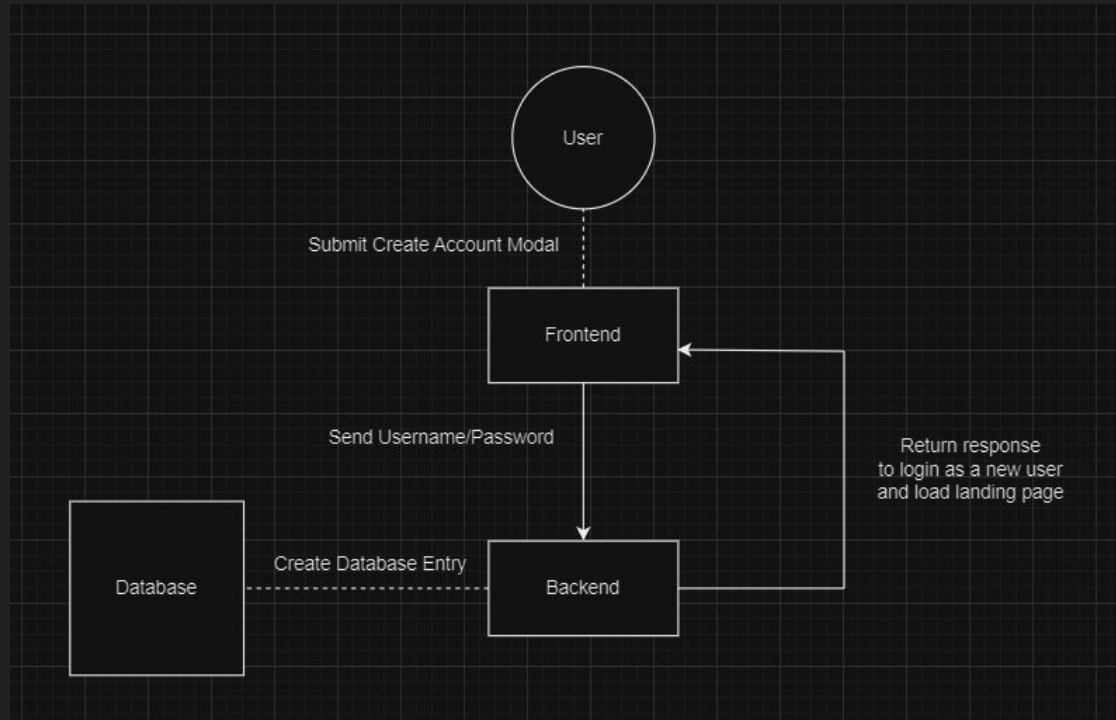 User
Submit Create Account Modal
Frontend
Send Username/Password
Return response
to login as a new user
and load landing page
Create Database Entry
Database
Backend